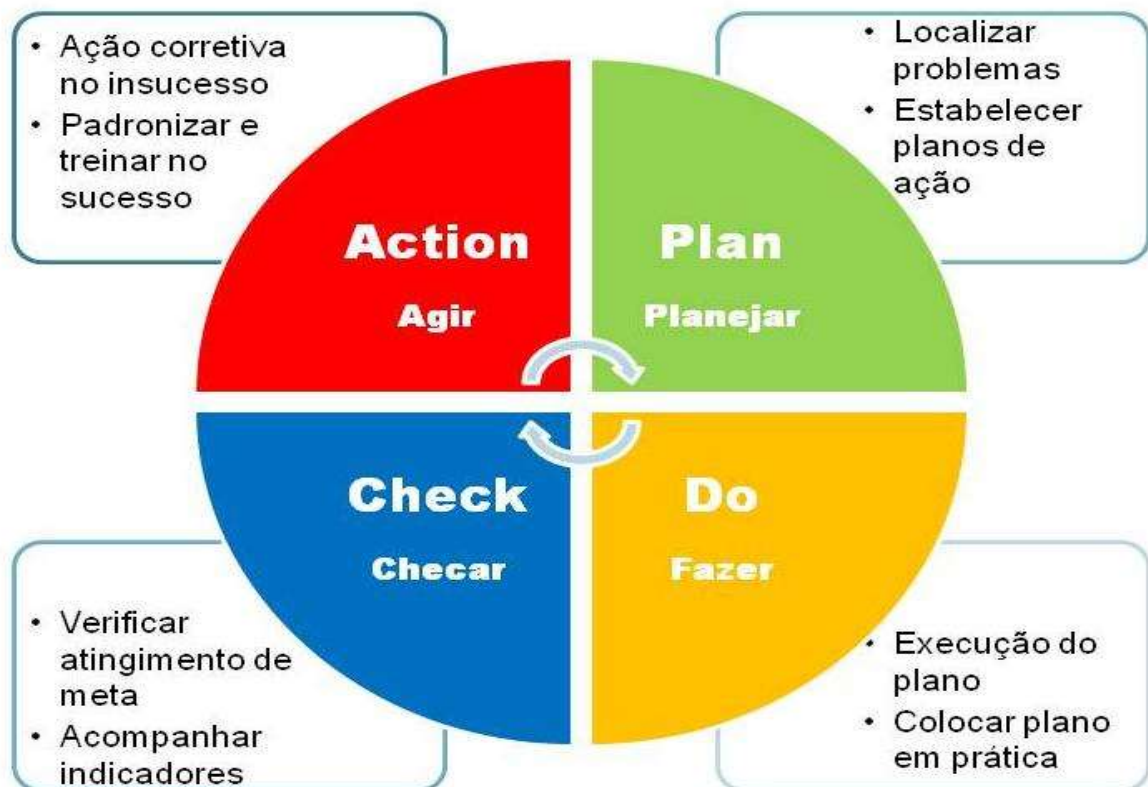 • Ação corretiva
no insucesso
• Padronizar e
treinar no
sucesso
• Localizar
problemas
• Estabelecer
planos de
ação
Action
Agir
Plan
Planejar
Check
Checar
Do
Fazer
• Verificar
atingimento de
meta
• Acompanhar
indicadores
• Execução do
plano
• Colocar plano
em prática